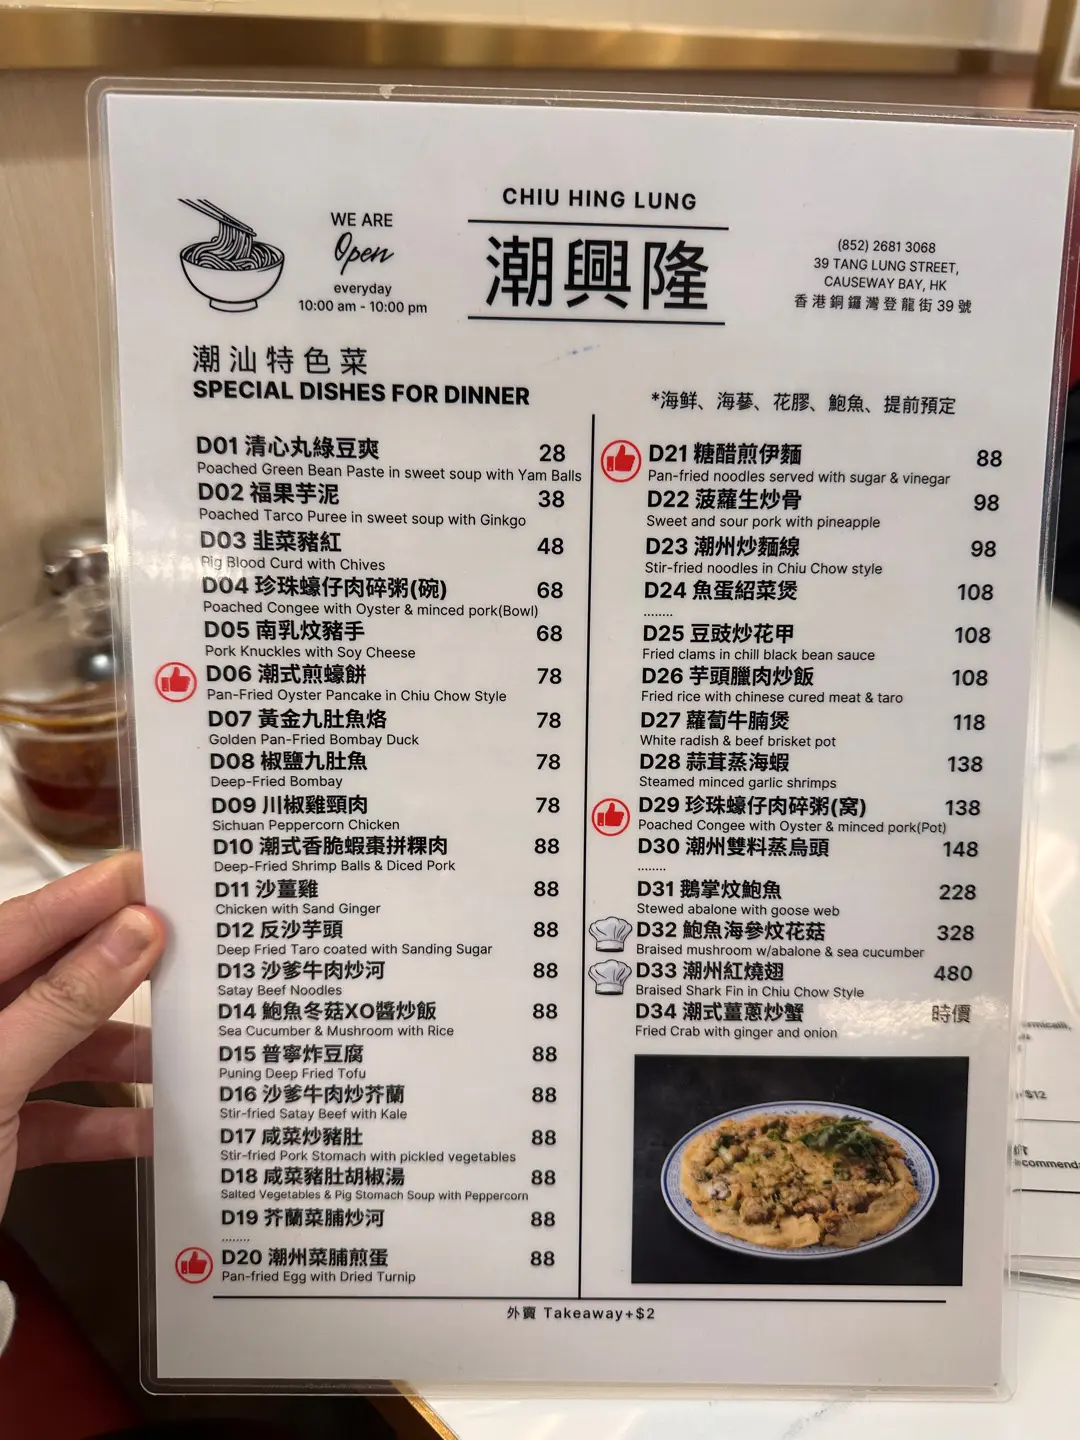 CHIU HING LUNG
WE ARE
Open
everyday
10:00 am - 10:00 pm
潮興隆
(852) 2681 3068
39 TANG LUNG STREET,
CAUSEWAY BAY, HK
香港銅鑼灣登龍街39號
潮汕特色菜
SPECIAL DISHES FOR DINNER
*海鮮、海蔘、花膠、鮑魚、提前預定
D01 清心丸綠豆爽 28
Poached Green Bean Paste in sweet soup with Yam Balls
D02 福果芋泥 38
Poached Tarco Puree in sweet soup with Ginkgo
D03 韭菜豬紅 48
Pig Blood Curd with Chives
D04 珍珠蠔仔肉碎粥(碗) 68
Poached Congee with Oyster & minced pork(Bowl)
D05 南乳炆豬手 68
Pork Knuckles with Soy Cheese
D06 潮式煎蠔餅 78
Pan-Fried Oyster Pancake in Chiu Chow Style
D07 黃金九肚魚烙 78
Golden Pan-Fried Bombay Duck
D08 椒鹽九肚魚 78
Deep-Fried Bombay
D09 川椒雞頸肉 78
Sichuan Peppercorn Chicken
D10 潮式香脆蝦棗拼粿肉 88
Deep-Fried Shrimp Balls & Diced Pork
D11 沙薑雞 88
Chicken with Sand Ginger
D12 反沙芋頭 88
Deep Fried Taro coated with Sanding Sugar
D13 沙爹牛肉炒河 88
Satay Beef Noodles
D14 鮑魚冬菇XO醬炒飯 88
Sea Cucumber & Mushroom with Rice
D15 普寧炸豆腐 88
Puning Deep Fried Tofu
D16 沙爹牛肉炒芥蘭 88
Stir-fried Satay Beef with Kale
D17 咸菜炒豬肚 88
Stir-fried Pork Stomach with pickled vegetables
D18 咸菜豬肚胡椒湯 88
Salted Vegetables & Pig Stomach Soup with Peppercorn
D19 芥蘭菜脯炒河 88
........
D20 潮州菜脯煎蛋 88
Pan-fried Egg with Dried Turnip
D21 糖醋煎伊麵 88
Pan-fried noodles served with sugar & vinegar
D22 菠蘿生炒骨 98
Sweet and sour pork with pineapple
D23 潮州炒麵線 98
Stir-fried noodles in Chiu Chow style
D24 魚蛋紹菜煲 108
........
D25 豆豉炒花甲 108
Fried clams in chill black bean sauce
D26 芋頭臘肉炒飯 108
Fried rice with chinese cured meat & taro
D27 蘿蔔牛腩煲 118
White radish & beef brisket pot
D28 蒜茸蒸海蝦 138
Steamed minced garlic shrimps
D29 珍珠蠔仔肉碎粥(窝) 138
Poached Congee with Oyster & minced pork(Pot)
D30 潮州雙料蒸烏頭 148
........
D31 鵝掌炆鮑魚 228
Stewed abalone with goose web
D32 鮑魚海參炆花菇 328
Braised mushroom w/abalone & sea cucumber
D33 潮州紅燒翅 480
Braised Shark Fin in Chiu Chow Style
D34 潮式薑蔥炒蟹 時價
Fried Crab with ginger and onion
外賣 Takeaway+$2
$12